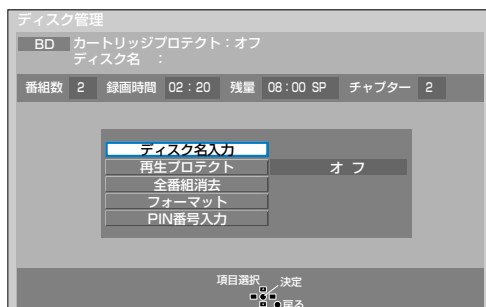 ディスク管理
BD カートリッジプロテクト：オフ
ディスク名 ：
番組数 2 録画時間 02：20 残量 08：00 SP チャプター 2
ディスク名入力
再生プロテクト オ フ
全番組消去
フォーマット
PIN番号入力
項目選択 決定
戻る